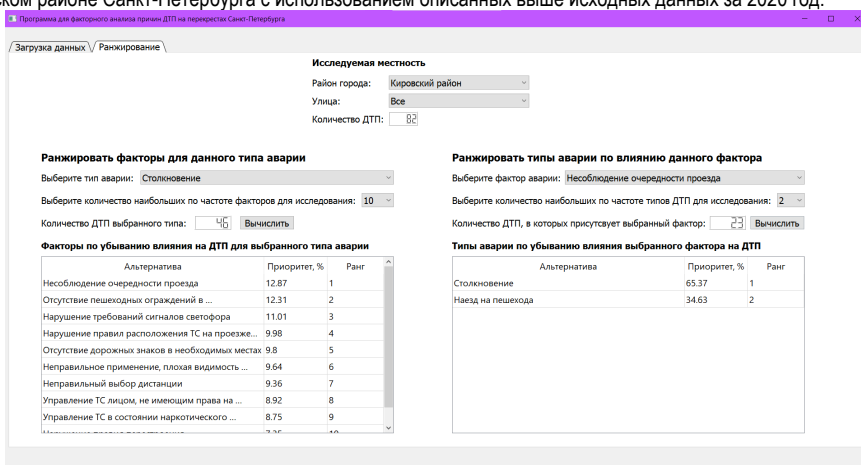 ском районе Санкт-Петербурга с использованием описанных выше исходных данных за 2020 год.
Программа для факторного анализа причин ДТП на перекрестках Санкт-Петербурга
Загрузка данных Ранжирование
Исследуемая местность
Район города: Кировский район
Улица: Все
Количество ДТП: 82
Ранжировать факторы для данного типа аварии
Выберите тип аварии: Столкновение
Выберите количество наибольших по частоте факторов для исследования: 10
Количество ДТП выбранного типа: 46 Вычислить
Факторы по убыванию влияния на ДТП для выбранного типа аварии
Альтернатива Приоритет, % Ранг
Несоблюдение очередности проезда 12.87 1
Отсутствие пешеходных ограждений в ... 12.31 2
Нарушение требований сигналов светофора 11.01 3
Нарушение правил расположения ТС на проезже... 9.98 4
Отсутствие дорожных знаков в необходимых местах 9.8 5
Неправильное применение, плохая видимость ... 9.64 6
Неправильный выбор дистанции 9.36 7
Управление ТС лицом, не имеющим права на ... 8.92 8
Управление ТС в состоянии наркотического ... 8.75 9
Ранжировать типы аварии по влиянию данного фактора
Выберите фактор аварии: Несоблюдение очередности проезда
Выберите количество наибольших по частоте типов ДТП для исследования: 2
Количество ДТП, в которых присутсвует выбранный фактор: 23 Вычислить
Типы аварии по убыванию влияния выбранного фактора на ДТП
Альтернатива Приоритет, % Ранг
Столкновение 65.37 1
Наезд на пешехода 34.63 2